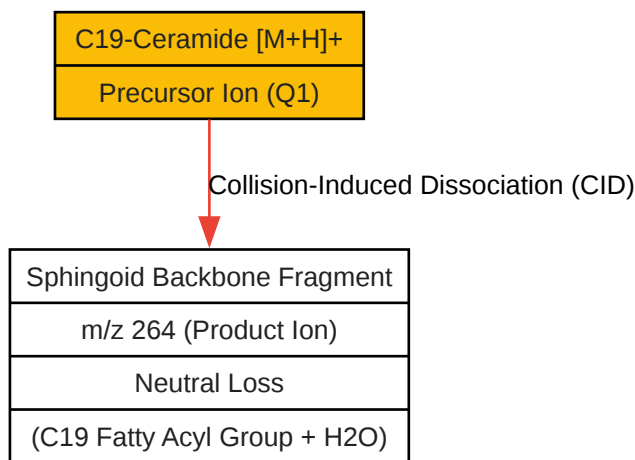 C19-Ceramide [M+H]+
Precursor Ion (Q1)
Collision-Induced Dissociation (CID)
Sphingoid Backbone Fragment
m/z 264 (Product Ion)
Neutral Loss
(C19 Fatty Acyl Group + H2O)